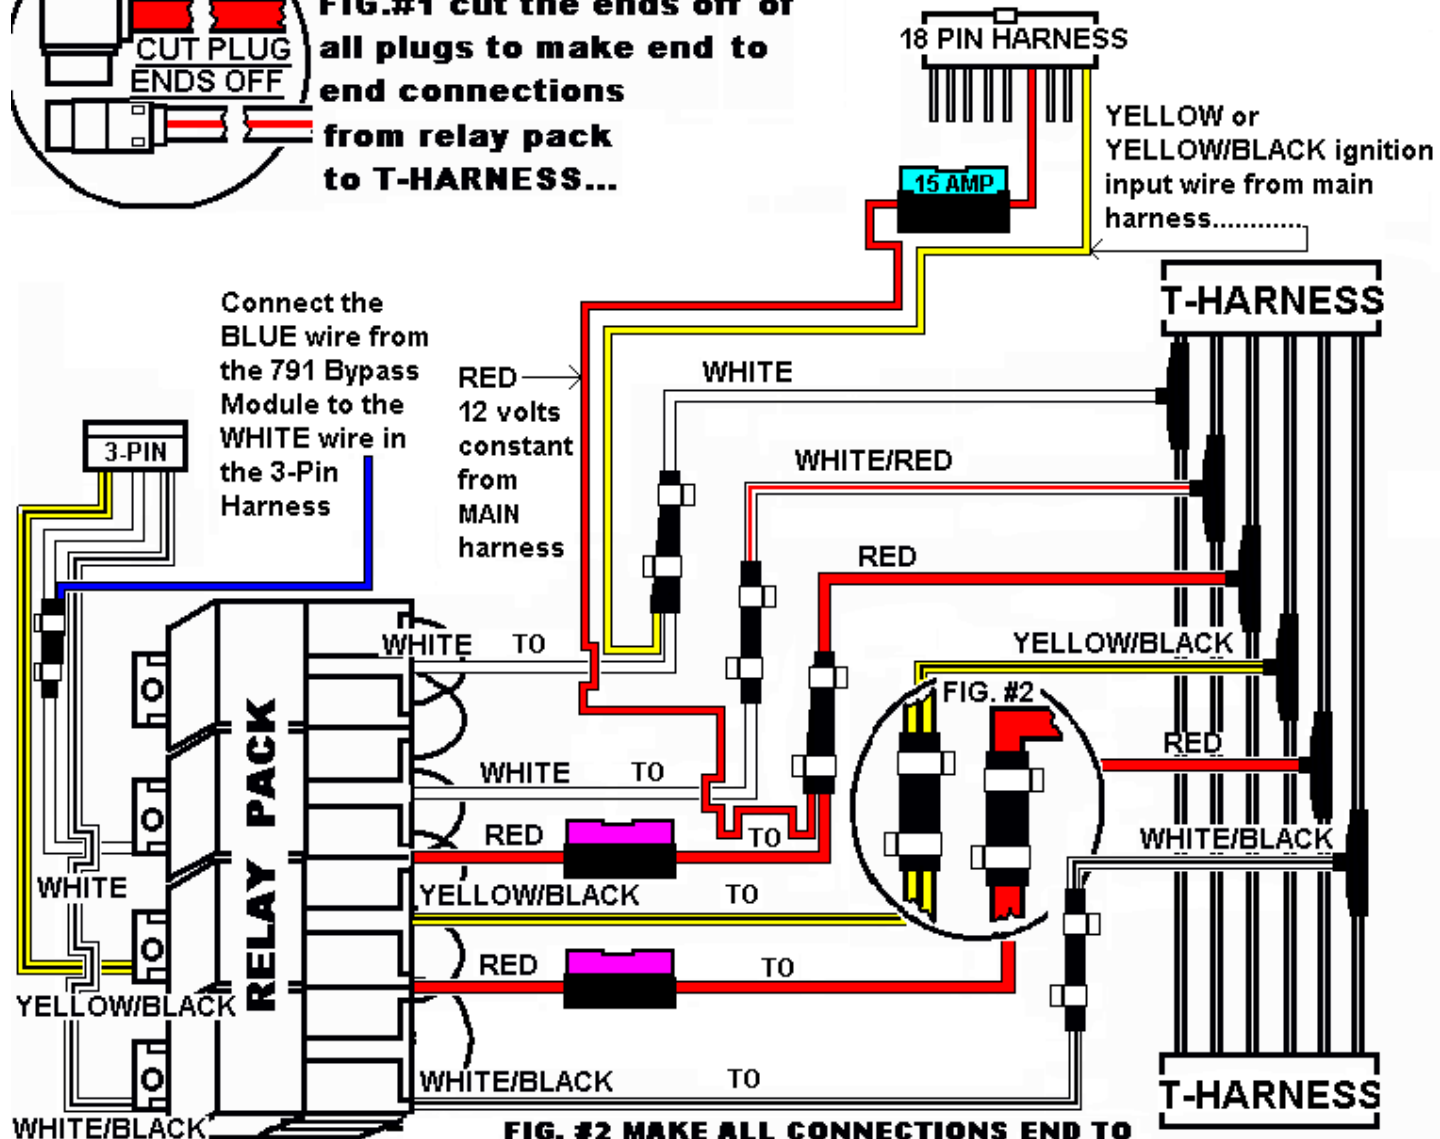 FIG.#1 cut the ends off of
all plugs to make end to
end connections
from relay pack
to T-HARNESS...
CUT PLUG
ENDS OFF
18 PIN HARNESS
15 AMP
YELLOW or
YELLOW/BLACK ignition
input wire from main
harness............
T-HARNESS
Connect the
BLUE wire from
the 791 Bypass
Module to the
WHITE wire in
the 3-Pin
Harness
3-PIN
RED
12 volts
constant
from
MAIN
harness
WHITE
WHITE/RED
RED
YELLOW/BLACK
FIG. #2
RED
WHITE/BLACK
WHITE TO
WHITE TO
RED TO
YELLOW/BLACK TO
RED TO
WHITE/BLACK TO
RELAY PACK
WHITE
YELLOW/BLACK
WHITE/BLACK
T-HARNESS
FIG. #2 MAKE ALL CONNECTIONS END TO